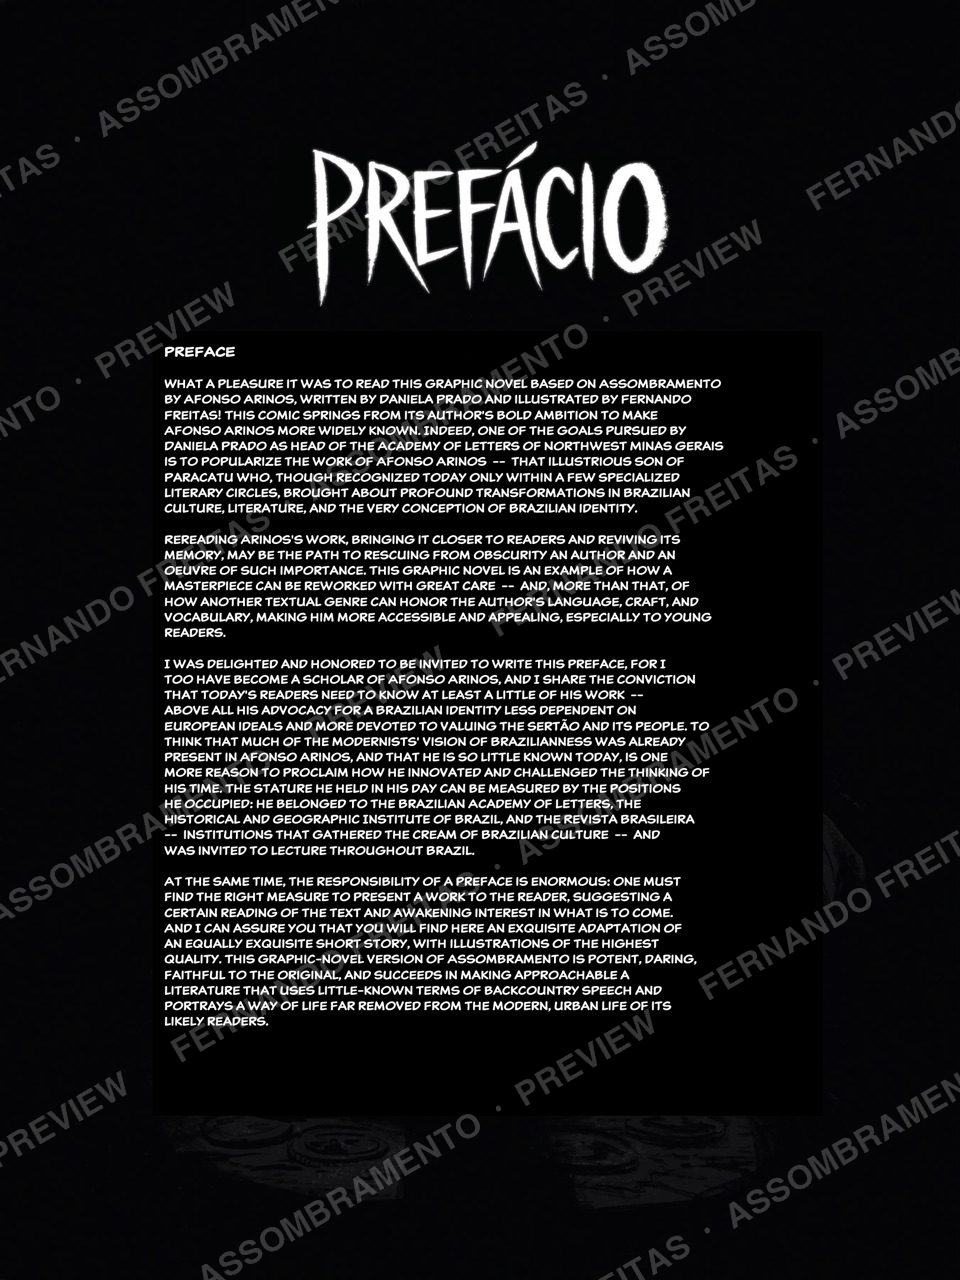 PREFÁCIO
PREFACE
WHAT A PLEASURE IT WAS TO READ THIS GRAPHIC NOVEL BASED ON ASSOMBRAMENTO
BY AFONSO ARINOS, WRITTEN BY DANIELA PRADO AND ILLUSTRATED BY FERNANDO
FREITAS! THIS COMIC SPRINGS FROM ITS AUTHOR'S BOLD AMBITION TO MAKE
AFONSO ARINOS MORE WIDELY KNOWN. INDEED, ONE OF THE GOALS PURSUED BY
DANIELA PRADO AS HEAD OF THE ACADEMY OF LETTERS OF NORTHWEST MINAS GERAIS
IS TO POPULARIZE THE WORK OF AFONSO ARINOS -- THAT ILLUSTRIOUS SON OF
PARACATU WHO, THOUGH RECOGNIZED TODAY ONLY WITHIN A FEW SPECIALIZED
LITERARY CIRCLES, BROUGHT ABOUT PROFOUND TRANSFORMATIONS IN BRAZILIAN
CULTURE, LITERATURE, AND THE VERY CONCEPTION OF BRAZILIAN IDENTITY.
REREADING ARINOS'S WORK, BRINGING IT CLOSER TO READERS AND REVIVING ITS
MEMORY, MAY BE THE PATH TO RESCUING FROM OBSCURITY AN AUTHOR AND AN
OEUVRE OF SUCH IMPORTANCE. THIS GRAPHIC NOVEL IS AN EXAMPLE OF HOW A
MASTERPIECE CAN BE REWORKED WITH GREAT CARE -- AND, MORE THAN THAT, OF
HOW ANOTHER TEXTUAL GENRE CAN HONOR THE AUTHOR'S LANGUAGE, CRAFT, AND
VOCABULARY, MAKING HIM MORE ACCESSIBLE AND APPEALING, ESPECIALLY TO YOUNG
READERS.
I WAS DELIGHTED AND HONORED TO BE INVITED TO WRITE THIS PREFACE, FOR I
TOO HAVE BECOME A SCHOLAR OF AFONSO ARINOS, AND I SHARE THE CONVICTION
THAT TODAY'S READERS NEED TO KNOW AT LEAST A LITTLE OF HIS WORK --
ABOVE ALL HIS ADVOCACY FOR A BRAZILIAN IDENTITY LESS DEPENDENT ON
EUROPEAN IDEALS AND MORE DEVOTED TO VALUING THE SERTÃO AND ITS PEOPLE. TO
THINK THAT MUCH OF THE MODERNISTS' VISION OF BRAZILIANNESS WAS ALREADY
PRESENT IN AFONSO ARINOS, AND THAT HE IS SO LITTLE KNOWN TODAY, IS ONE
MORE REASON TO PROCLAIM HOW HE INNOVATED AND CHALLENGED THE THINKING OF
HIS TIME. THE STATURE HE HELD IN HIS DAY CAN BE MEASURED BY THE POSITIONS
HE OCCUPIED: HE BELONGED TO THE BRAZILIAN ACADEMY OF LETTERS, THE
HISTORICAL AND GEOGRAPHIC INSTITUTE OF BRAZIL, AND THE REVISTA BRASILEIRA
-- INSTITUTIONS THAT GATHERED THE CREAM OF BRAZILIAN CULTURE -- AND
WAS INVITED TO LECTURE THROUGHOUT BRAZIL.
AT THE SAME TIME, THE RESPONSIBILITY OF A PREFACE IS ENORMOUS: ONE MUST
FIND THE RIGHT MEASURE TO PRESENT A WORK TO THE READER, SUGGESTING A
CERTAIN READING OF THE TEXT AND AWAKENING INTEREST IN WHAT IS TO COME.
AND I CAN ASSURE YOU THAT YOU WILL FIND HERE AN EXQUISITE ADAPTATION OF
AN EQUALLY EXQUISITE SHORT STORY, WITH ILLUSTRATIONS OF THE HIGHEST
QUALITY. THIS GRAPHIC-NOVEL VERSION OF ASSOMBRAMENTO IS POTENT, DARING,
FAITHFUL TO THE ORIGINAL, AND SUCCEEDS IN MAKING APPROACHABLE A
LITERATURE THAT USES LITTLE-KNOWN TERMS OF BACKCOUNTRY SPEECH AND
PORTRAYS A WAY OF LIFE FAR REMOVED FROM THE MODERN, URBAN LIFE OF ITS
LIKELY READERS.
FERNANDO FREITAS · ASSOMBRAMENTO · PREVIEW